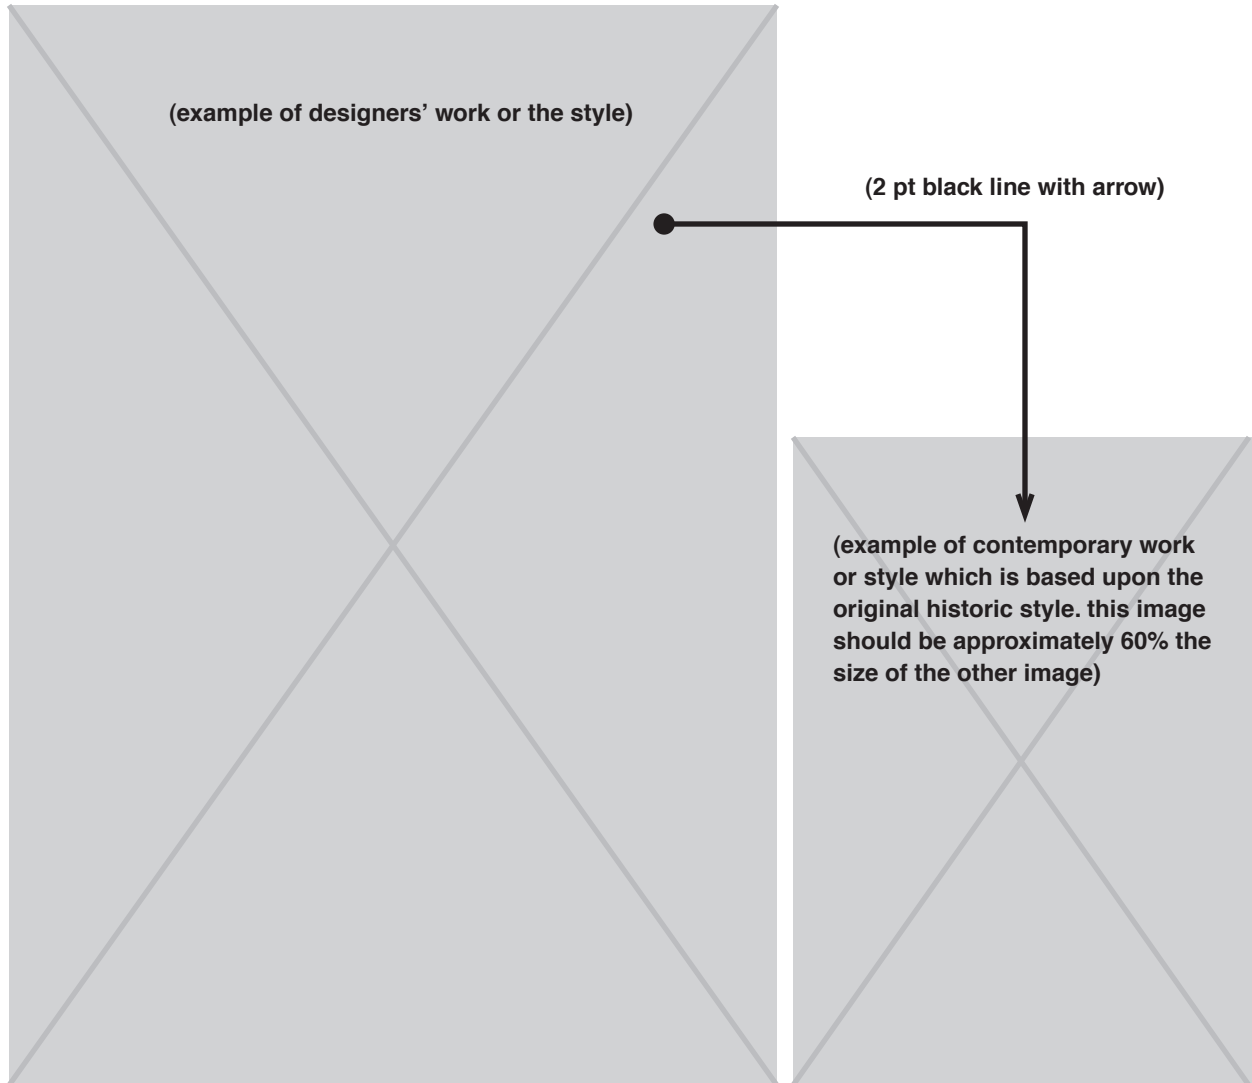 (example of designers’ work or the style)
(2 pt black line with arrow)
(example of contemporary work
or style which is based upon the
original historic style. this image
should be approximately 60% the
size of the other image)